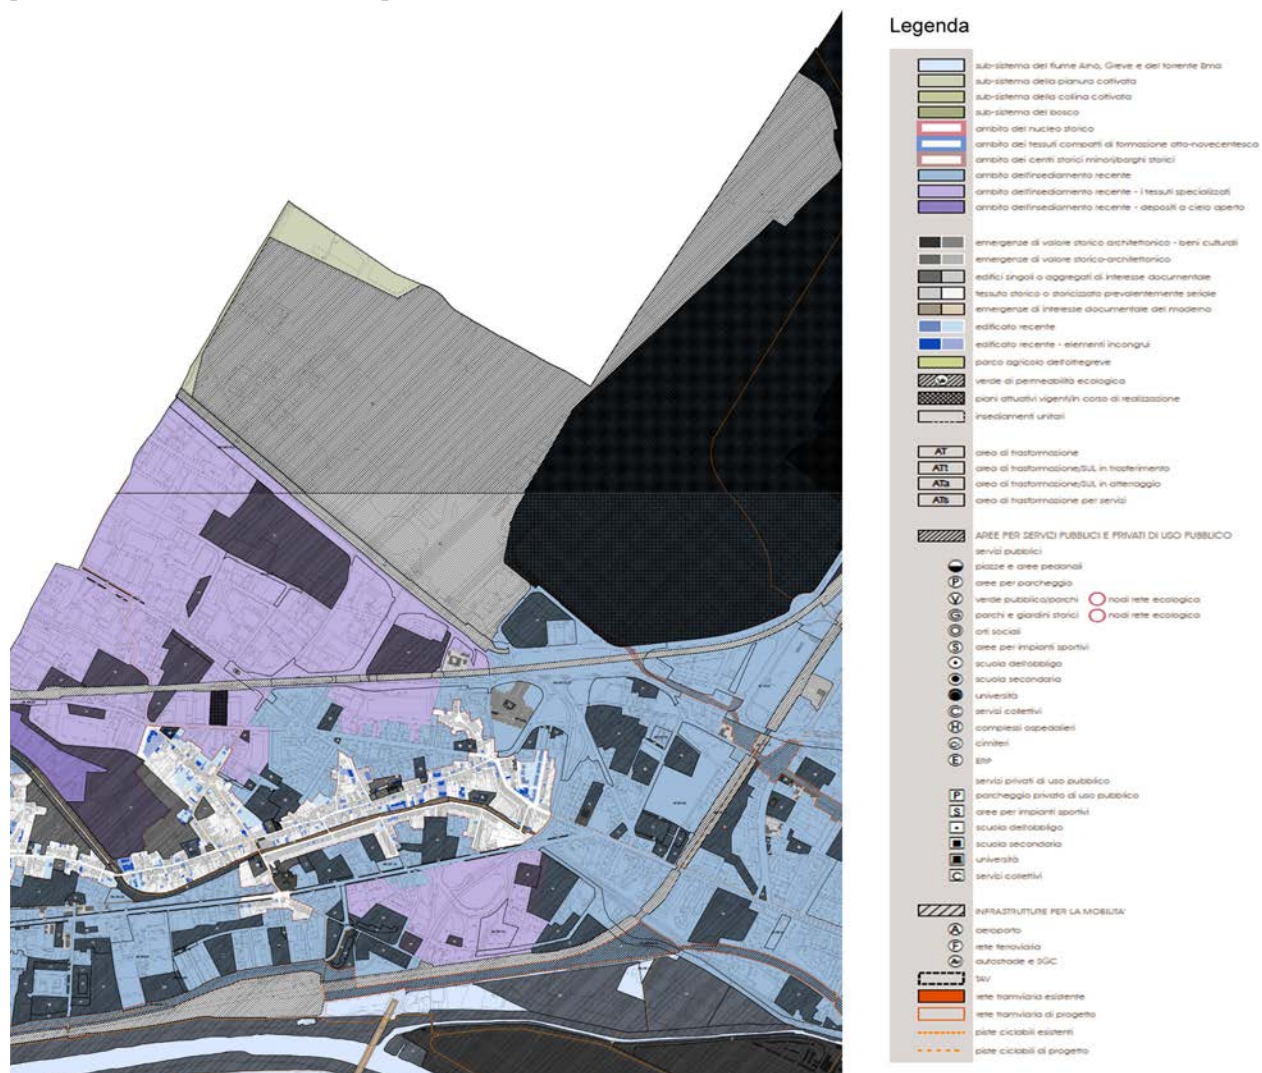 Legenda
sub-sistema del fiume Arno, Greve e del torrente Ema
sub-sistema della pianura coltivata
sub-sistema della collina coltivata
sub-sistema del bosco
ambito del nucleo storico
ambito dei tessuti compatti di formazione otto-novecentesca
ambito dei centri storici minori/borghi storici
ambito dell'insediamento recente
ambito dell'insediamento recente - i tessuti specializzati
ambito dell'insediamento recente - depositi a cielo aperto
emergenze di valore storico architettonico - beni culturali
emergenze di valore storico-architettonico
edifici singoli o aggregati di interesse documentale
tessuto storico o storicizzato prevalentemente seriale
emergenze di interesse documentale del moderno
edificato recente
edificato recente - elementi incongrui
parco agricolo dell'oltregreve
verde di permeabilità ecologica
piani attuativi vigenti/in corso di realizzazione
insediamenti unitari
AT area di trasformazione
ATt area di trasformazione/SUL in trasferimento
ATa area di trasformazione/SUL in atterraggio
ATs area di trasformazione per servizi
AREE PER SERVIZI PUBBLICI E PRIVATI DI USO PUBBLICO
servizi pubblici
piazze e aree pedonali
P aree per parcheggio
V verde pubblico/parchi nodi rete ecologica
G parchi e giardini storici nodi rete ecologica
O orti sociali
S aree per impianti sportivi
scuola dell'obbligo
scuola secondaria
università
C servizi collettivi
H complessi ospedalieri
cimiteri
E ERP
servizi privati di uso pubblico
P parcheggio privato di uso pubblico
S aree per impianti sportivi
scuola dell'obbligo
scuola secondaria
università
C servizi collettivi
INFRASTRUTTURE PER LA MOBILITA'
A aeroporto
F rete ferroviaria
autostrade e SGC
TAV
rete tramviaria esistente
rete tramviaria di progetto
piste ciclabili esistenti
piste ciclabili di progetto